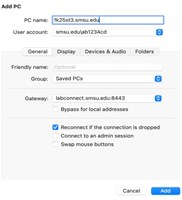 Add PC
PC name: fk25st3.smsu.edu
User account: smsu.edu\ab1234cd
General Display Devices & Audio Folders
Friendly name: Optional
Group: Saved PCs
Gateway: labconnect.smsu.edu:8443
Bypass for local addresses
Reconnect if the connection is dropped
Connect to an admin session
Swap mouse buttons
Cancel Add